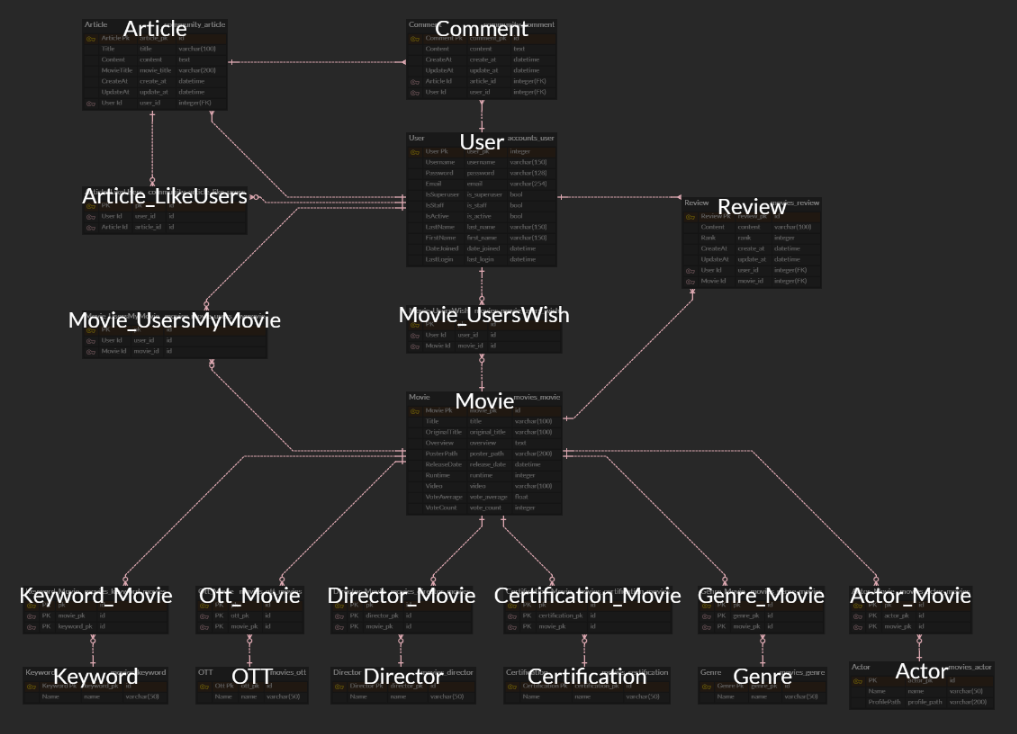 Article
Article community_article
Article Pk article_pk id
Title title varchar(100)
Content content text
MovieTitle movie_title varchar(200)
CreateAt create_at datetime
UpdateAt update_at datetime
User Id user_id integer(FK)
Comment
Comment
Comment Pk comment_pk id
Content content text
CreateAt create_at datetime
UpdateAt update_at datetime
Article Id article_id integer(FK)
User Id user_id integer(FK)
User
User accounts_user
User Pk user_pk integer
Username username varchar(150)
Password password varchar(128)
Email email varchar(254)
IsSuperuser is_superuser bool
IsStaff is_staff bool
IsActive is_active bool
LastName last_name varchar(150)
FirstName first_name varchar(150)
DateJoined date_joined datetime
LastLogin last_login datetime
Article_LikeUsers
User Id user_id id
Article Id article_id id
Review
Review movies_review
Review Pk review_pk id
Content content varchar(100)
Rank rank integer
CreateAt create_at datetime
UpdateAt update_at datetime
User Id user_id integer(FK)
Movie Id movie_id integer(FK)
Movie_UsersMyMovie
User Id user_id id
Movie Id movie_id id
Movie_UsersWish
PK id
User Id user_id id
Movie Id movie_id id
Movie
Movie movies_movie
Movie Pk movie_pk id
Title title varchar(100)
OriginalTitle original_title varchar(100)
Overview overview text
PosterPath poster_path varchar(200)
ReleaseDate release_date datetime
Runtime runtime integer
Video video varchar(100)
VoteAverage vote_average float
VoteCount vote_count integer
Keyword_Movie
PK movie_pk id
PK keyword_pk id
Ott_Movie
PK ott_pk id
PK movie_pk id
Director_Movie
PK director_pk id
PK movie_pk id
Certification_Movie
PK certification_pk id
PK movie_pk id
Genre_Movie
PK genre_pk id
PK movie_pk id
Actor_Movie
PK actor_pk id
PK movie_pk id
Keyword
Keyword Pk keyword_pk id
Name name varchar(50)
OTT
OTT movies_ott
Ott Pk ott_pk id
Name name varchar(50)
Director
Director movies_director
Director Pk director_pk id
Name name varchar(50)
Certification
Certification Pk certification_pk id
Name name varchar(50)
Genre
Genre movies_genre
Genre Pk genre_pk id
Name name varchar(50)
Actor
Actor movies_actor
PK actor_pk id
Name name varchar(50)
ProfilePath profile_path varchar(200)